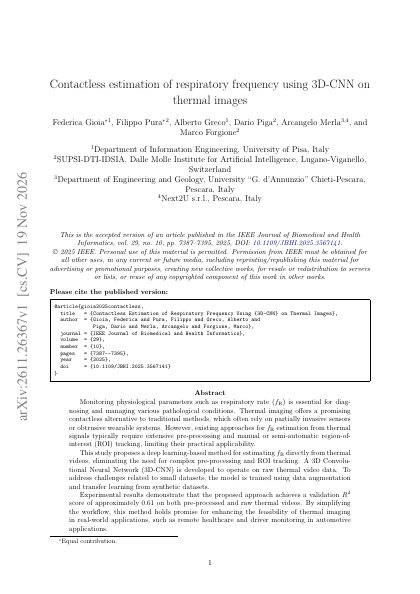 Contactless estimation of respiratory frequency using 3D-CNN on
thermal images
Federica Gioia*1, Filippo Pura*2, Alberto Greco1, Dario Piga2, Arcangelo Merla3,4, and
Marco Forgione2
1Department of Information Engineering, University of Pisa, Italy
2SUPSI-DTI-IDSIA, Dalle Molle Institute for Artificial Intelligence, Lugano-Viganello,
Switzerland
3Department of Engineering and Geology, University "G. d'Annunzio" Chieti-Pescara,
Pescara, Italy
4Next2U s.r.l., Pescara, Italy
This is the accepted version of an article published in the IEEE Journal of Biomedical and Health
Informatics, vol. 29, no. 10, pp. 7387–7395, 2025, DOI: 10.1109/JBHI.2025.3567141.
© 2025 IEEE. Personal use of this material is permitted. Permission from IEEE must be obtained for
all other uses, in any current or future media, including reprinting/republishing this material for
advertising or promotional purposes, creating new collective works, for resale or redistribution to servers
or lists, or reuse of any copyrighted component of this work in other works.
Please cite the published version:
@article{gioia2025contactless,
title = {Contactless Estimation of Respiratory Frequency Using {3D-CNN} on Thermal Images},
author = {Gioia, Federica and Pura, Filippo and Greco, Alberto and
Piga, Dario and Merla, Arcangelo and Forgione, Marco},
journal = {IEEE Journal of Biomedical and Health Informatics},
volume = {29},
number = {10},
pages = {7387--7395},
year = {2025},
doi = {10.1109/JBHI.2025.3567141}
}
Abstract
Monitoring physiological parameters such as respiratory rate (fR) is essential for diag-
nosing and managing various pathological conditions. Thermal imaging offers a promising
contactless alternative to traditional methods, which often rely on partially invasive sensors
or obtrusive wearable systems. However, existing approaches for fR estimation from thermal
signals typically require extensive pre-processing and manual or semi-automatic region-of-
interest (ROI) tracking, limiting their practical applicability.
This study proposes a deep learning-based method for estimating fR directly from thermal
videos, eliminating the need for complex pre-processing and ROI tracking. A 3D Convolu-
tional Neural Network (3D-CNN) is developed to operate on raw thermal video data. To
address challenges related to small datasets, the model is trained using data augmentation
and transfer learning from synthetic datasets.
Experimental results demonstrate that the proposed approach achieves a validation R2
score of approximately 0.61 on both pre-processed and raw thermal videos. By simplifying
the workflow, this method holds promise for enhancing the feasibility of thermal imaging
in real-world applications, such as remote healthcare and driver monitoring in automotive
applications.
*Equal contribution.
1
arXiv:2611.26367v1 [cs.CV] 19 Nov 2026